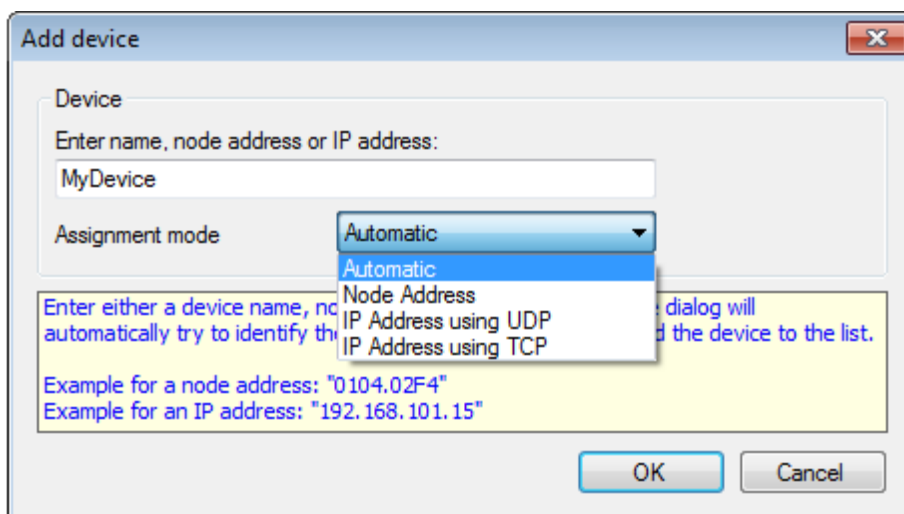 Add device
Device
Enter name, node address or IP address:
MyDevice
Assignment mode
Automatic
Automatic
Node Address
IP Address using UDP
IP Address using TCP
Enter either a device name, dialog will
automatically try to identify the device to the list.
Example for a node address: "0104.02F4"
Example for an IP address: "192.168.101.15"
OK
Cancel